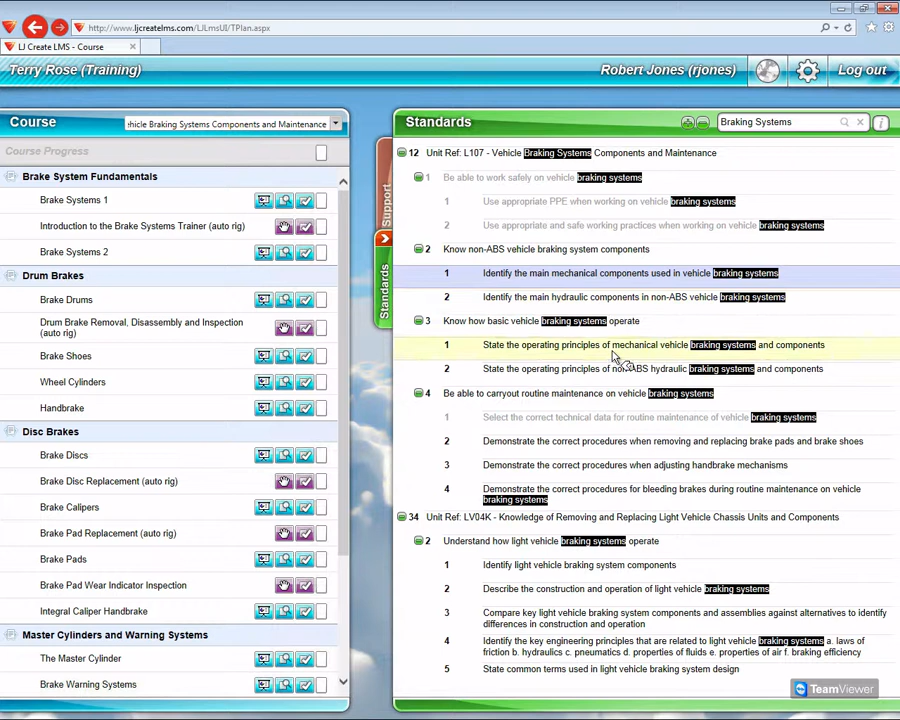 http://www.ljcreatelms.com/LJLmsUI/TPlan.aspx
LJ Create LMS - Course
Terry Rose (Training)
Robert Jones (rjones)
Log out
Course
:hicle Braking Systems Components and Maintenance
Course Progress
Brake System Fundamentals
Brake Systems 1
Introduction to the Brake Systems Trainer (auto rig)
Brake Systems 2
Drum Brakes
Brake Drums
Drum Brake Removal, Disassembly and Inspection
(auto rig)
Brake Shoes
Wheel Cylinders
Handbrake
Disc Brakes
Brake Discs
Brake Disc Replacement (auto rig)
Brake Calipers
Brake Pad Replacement (auto rig)
Brake Pads
Brake Pad Wear Indicator Inspection
Integral Caliper Handbrake
Master Cylinders and Warning Systems
The Master Cylinder
Brake Warning Systems
Support
Standards
Standards
Braking Systems
12 Unit Ref: L107 - Vehicle Braking Systems Components and Maintenance
1 Be able to work safely on vehicle braking systems
1 Use appropriate PPE when working on vehicle braking systems
2 Use appropriate and safe working practices when working on vehicle braking systems
2 Know non-ABS vehicle braking system components
1 Identify the main mechanical components used in vehicle braking systems
2 Identify the main hydraulic components in non-ABS vehicle braking systems
3 Know how basic vehicle braking systems operate
1 State the operating principles of mechanical vehicle braking systems and components
2 State the operating principles of non-ABS hydraulic braking systems and components
4 Be able to carryout routine maintenance on vehicle braking systems
1 Select the correct technical data for routine maintenance of vehicle braking systems
2 Demonstrate the correct procedures when removing and replacing brake pads and brake shoes
3 Demonstrate the correct procedures when adjusting handbrake mechanisms
4 Demonstrate the correct procedures for bleeding brakes during routine maintenance on vehicle
braking systems
34 Unit Ref: LV04K - Knowledge of Removing and Replacing Light Vehicle Chassis Units and Components
2 Understand how light vehicle braking systems operate
1 Identify light vehicle braking system components
2 Describe the construction and operation of light vehicle braking systems
3 Compare key light vehicle braking system components and assemblies against alternatives to identify
differences in construction and operation
4 Identify the key engineering principles that are related to light vehicle braking systems a. laws of
friction b. hydraulics c. pneumatics d. properties of fluids e. properties of air f. braking efficiency
5 State common terms used in light vehicle braking system design
TeamViewer